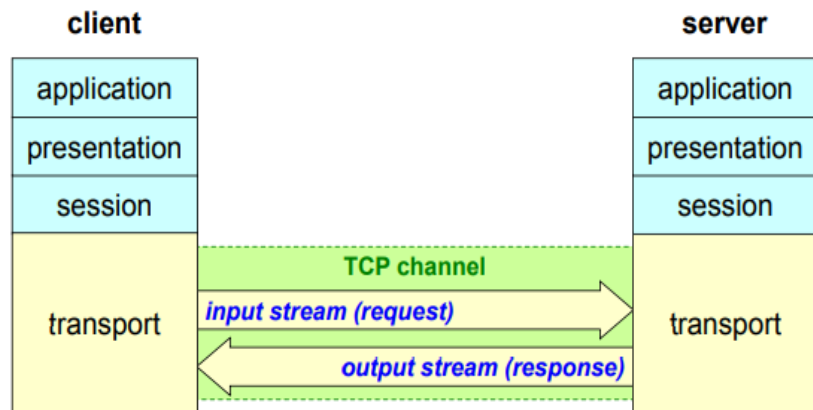 client
server
application
presentation
session
transport
TCP channel
input stream (request)
output stream (response)
application
presentation
session
transport